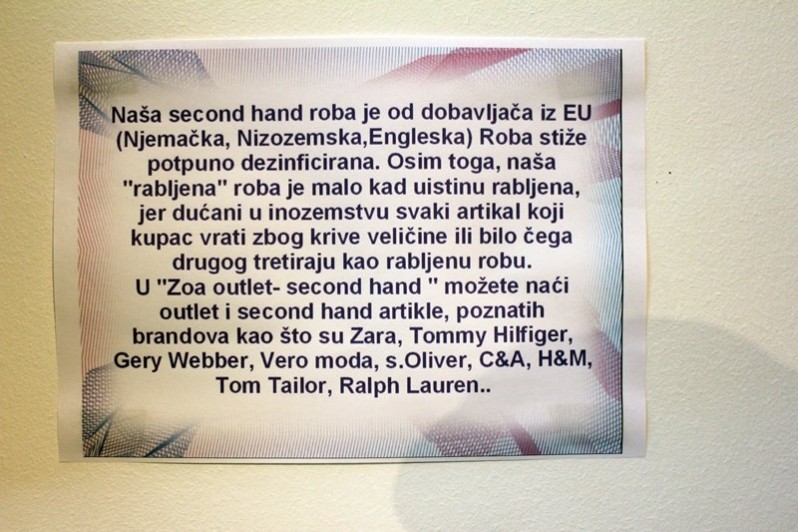 Naša second hand roba je od dobavljača iz EU
(Njemačka, Nizozemska,Engleska) Roba stiže
potpuno dezinficirana. Osim toga, naša
"rabljena" roba je malo kad uistinu rabljena,
jer dućani u inozemstvu svaki artikal koji
kupac vrati zbog krive veličine ili bilo čega
drugog tretiraju kao rabljenu robu.
U "Zoa outlet- second hand " možete naći
outlet i second hand artikle, poznatih
brandova kao što su Zara, Tommy Hilfiger,
Gery Webber, Vero moda, s.Oliver, C&A, H&M,
Tom Tailor, Ralph Lauren..